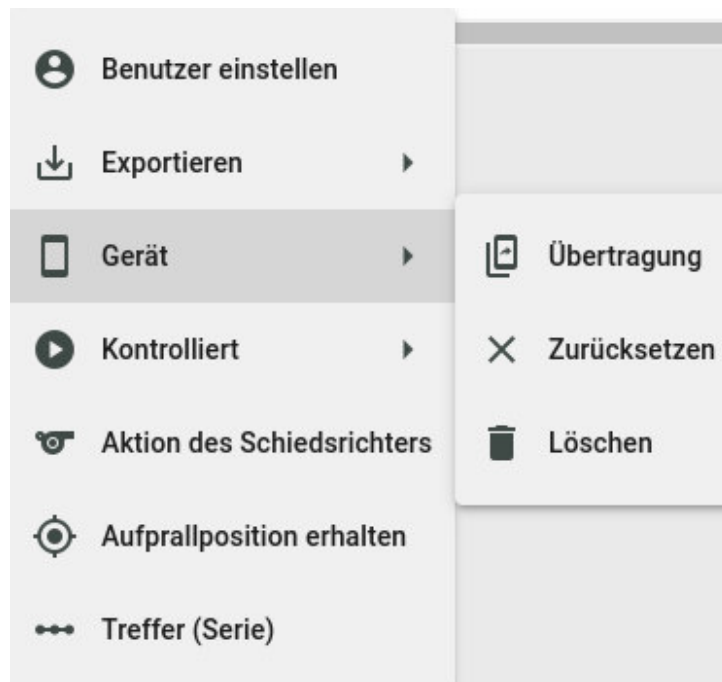 Benutzer einstellen
Exportieren
Gerät
Kontrolliert
Aktion des Schiedsrichters
Aufprallposition erhalten
Treffer (Serie)
Übertragung
Zurücksetzen
Löschen